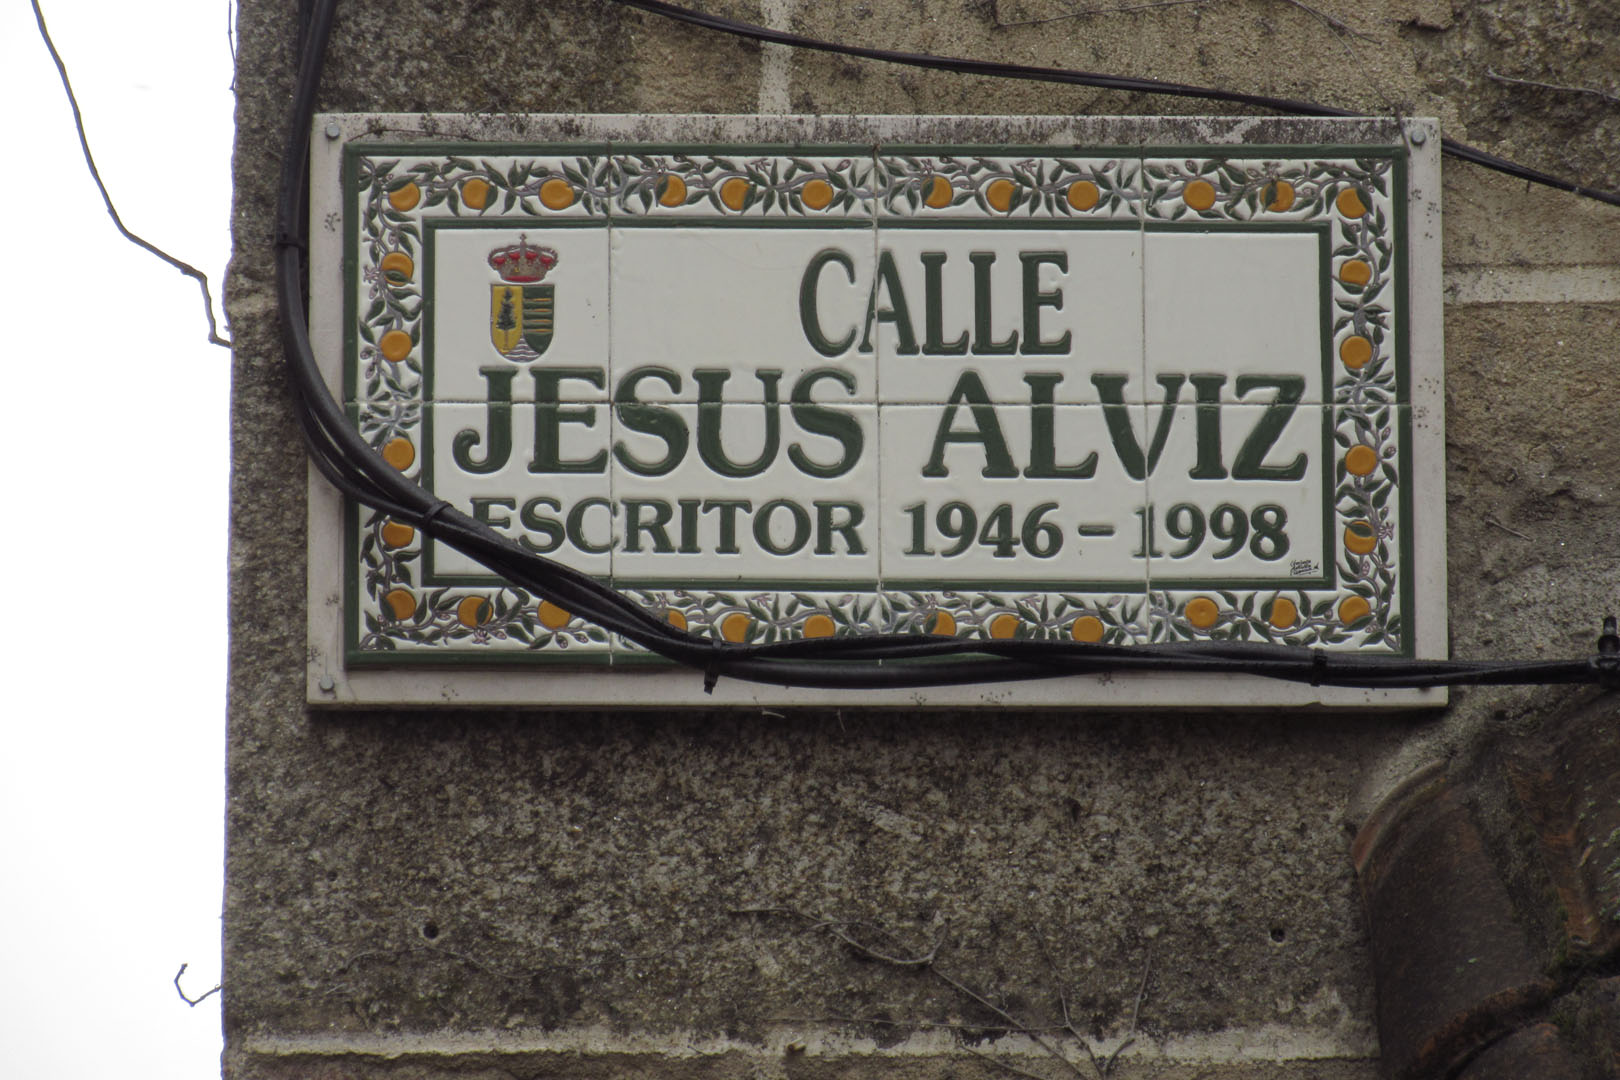 CALLE
JESUS ALVIZ
ESCRITOR 1946-1998